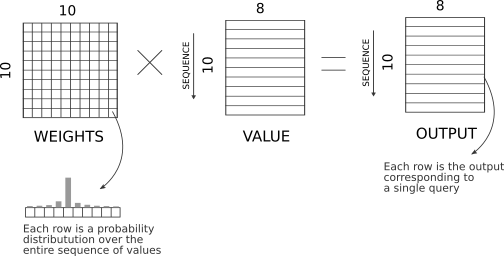 10
8
8
10
SEQUENCE
10
SEQUENCE
10
WEIGHTS
VALUE
OUTPUT
Each row is the output
corresponding to
a single query
Each row is a probability
distributution over the
entire sequence of values